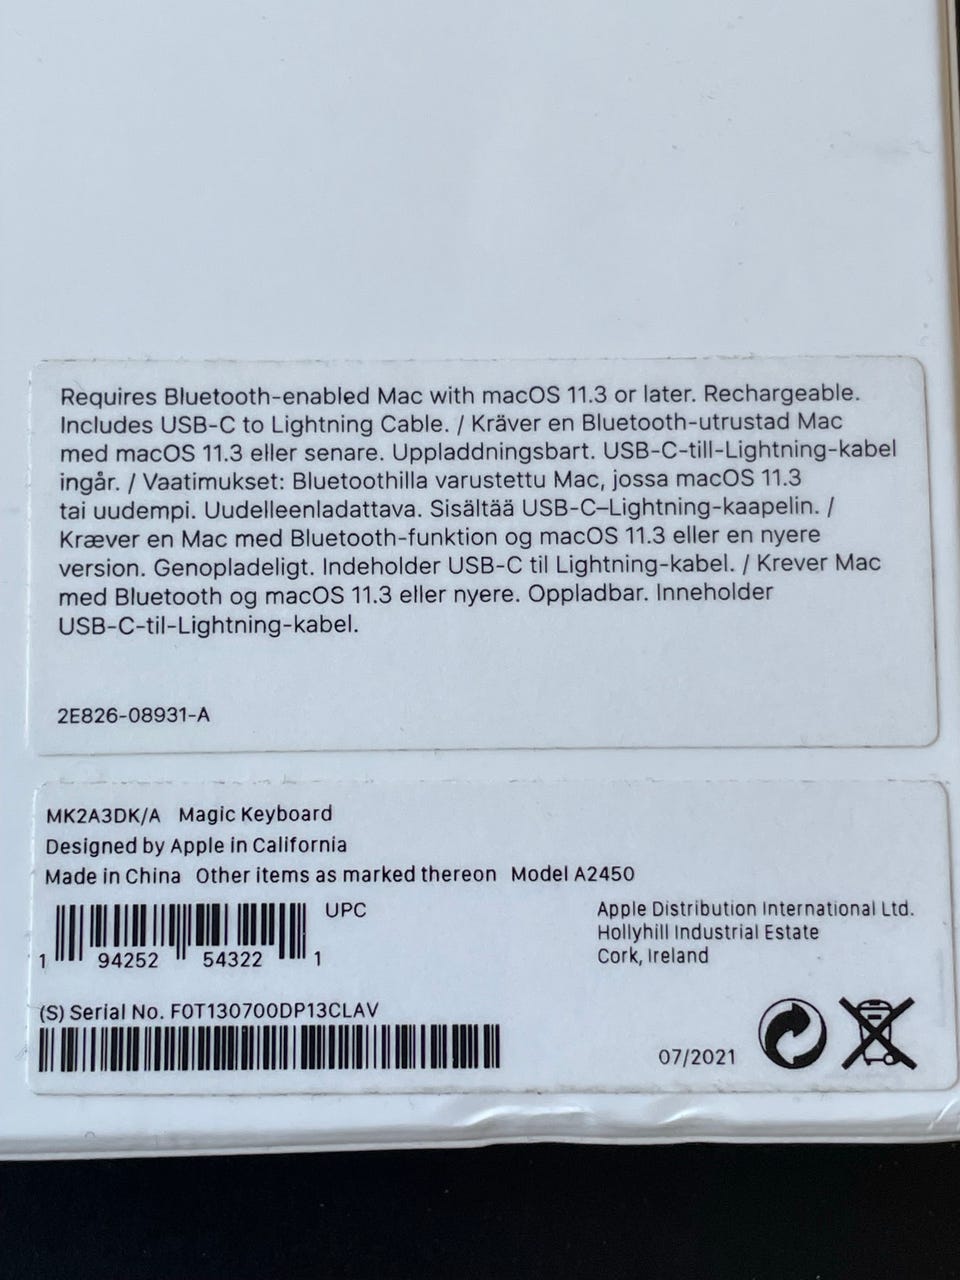 Requires Bluetooth-enabled Mac with macOS 11.3 or later. Rechargeable.
Includes USB-C to Lightning Cable. / Kräver en Bluetooth-utrustad Mac
med macOS 11.3 eller senare. Uppladdningsbart. USB-C-till-Lightning-kabel
ingår. / Vaatimukset: Bluetoothilla varustettu Mac, jossa macOS 11.3
tai uudempi. Uudelleenladattava. Sisältää USB-C–Lightning-kaapelin. /
Kræver en Mac med Bluetooth-funktion og macOS 11.3 eller en nyere
version. Genopladeligt. Indeholder USB-C til Lightning-kabel. / Krever Mac
med Bluetooth og macOS 11.3 eller nyere. Oppladbar. Inneholder
USB-C-til-Lightning-kabel.
2E826-08931-A
MK2A3DK/A Magic Keyboard
Designed by Apple in California
Made in China Other items as marked thereon Model A2450
UPC
1 94252 54322 1
Apple Distribution International Ltd.
Hollyhill Industrial Estate
Cork, Ireland
(S) Serial No. F0T130700DP13CLAV
07/2021